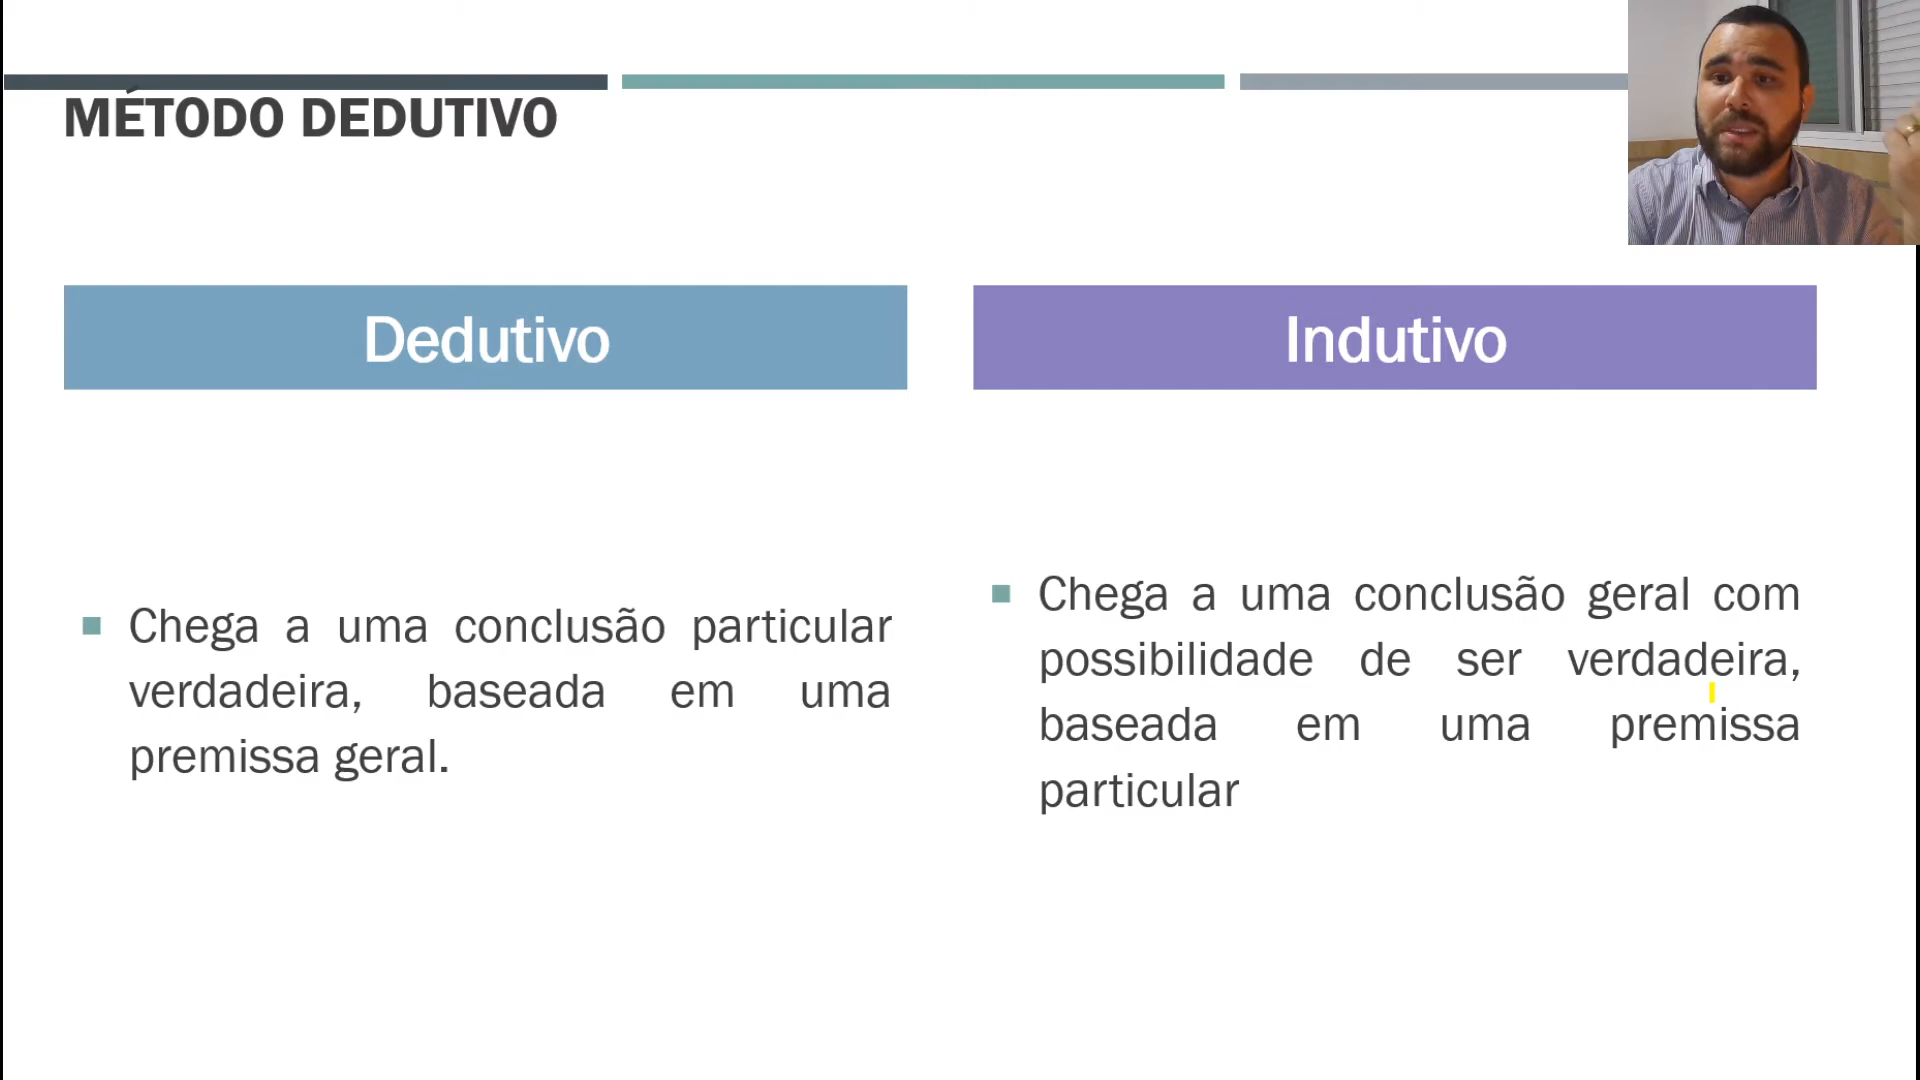 MÉTODO DEDUTIVO
Dedutivo
Chega a uma conclusão particular
verdadeira, baseada em uma
premissa geral.
Indutivo
Chega a uma conclusão geral com
possibilidade de ser verdadeira,
baseada em uma premissa
particular